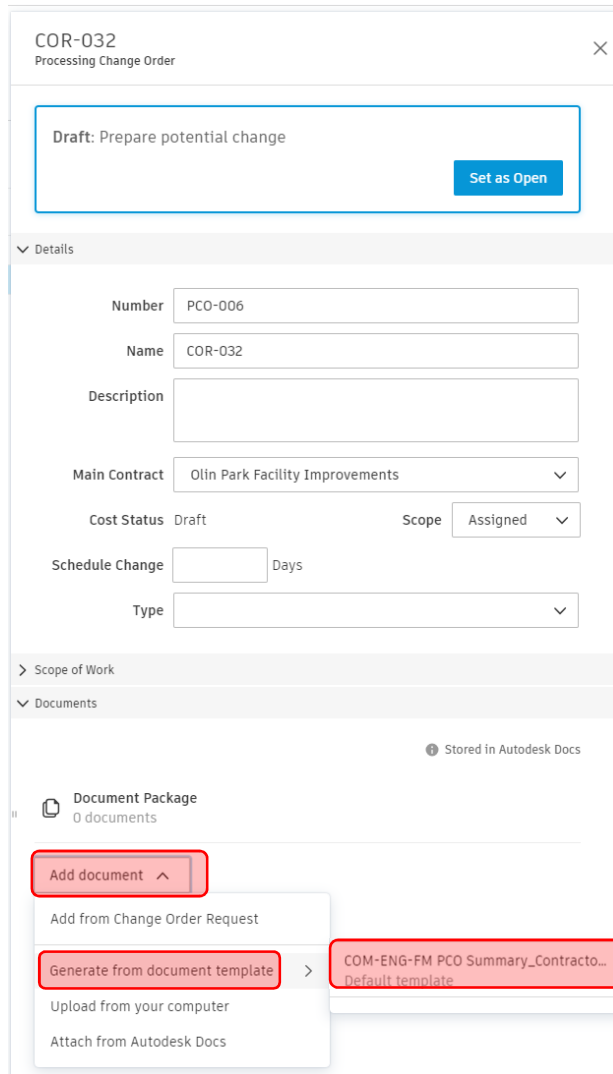 COR-032
Processing Change Order
Draft: Prepare potential change
Set as Open
Details
Number PCO-006
Name COR-032
Description
Main Contract Olin Park Facility Improvements
Cost Status Draft Scope Assigned
Schedule Change Days
Type
Scope of Work
Documents
Stored in Autodesk Docs
Document Package
0 documents
Add document
Add from Change Order Request
Generate from document template
COM-ENG-FM PCO Summary_Contracto...
Default template
Upload from your computer
Attach from Autodesk Docs